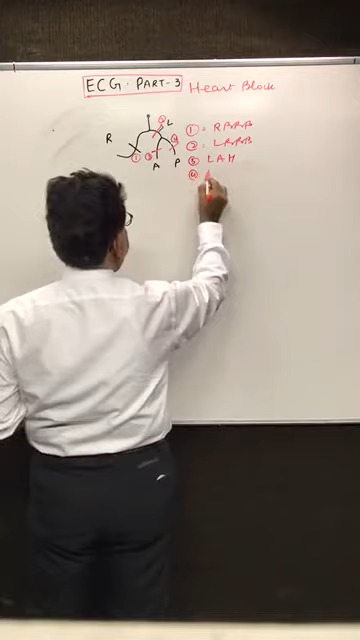 ECG. PART-3 Heart Block
R
L
A
P
① = RBBB
② = LBBB
③ LAH
④